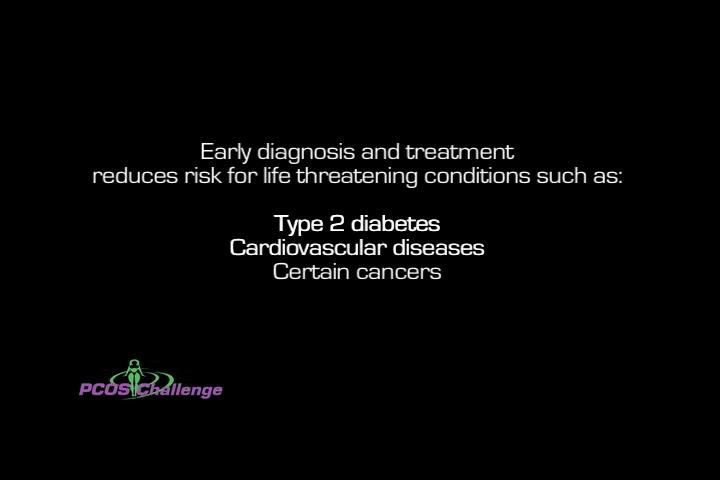 Early diagnosis and treatment
reduces risk for life threatening conditions such as:
Type 2 diabetes
Cardiovascular diseases
Certain cancers
PCOS Challenge